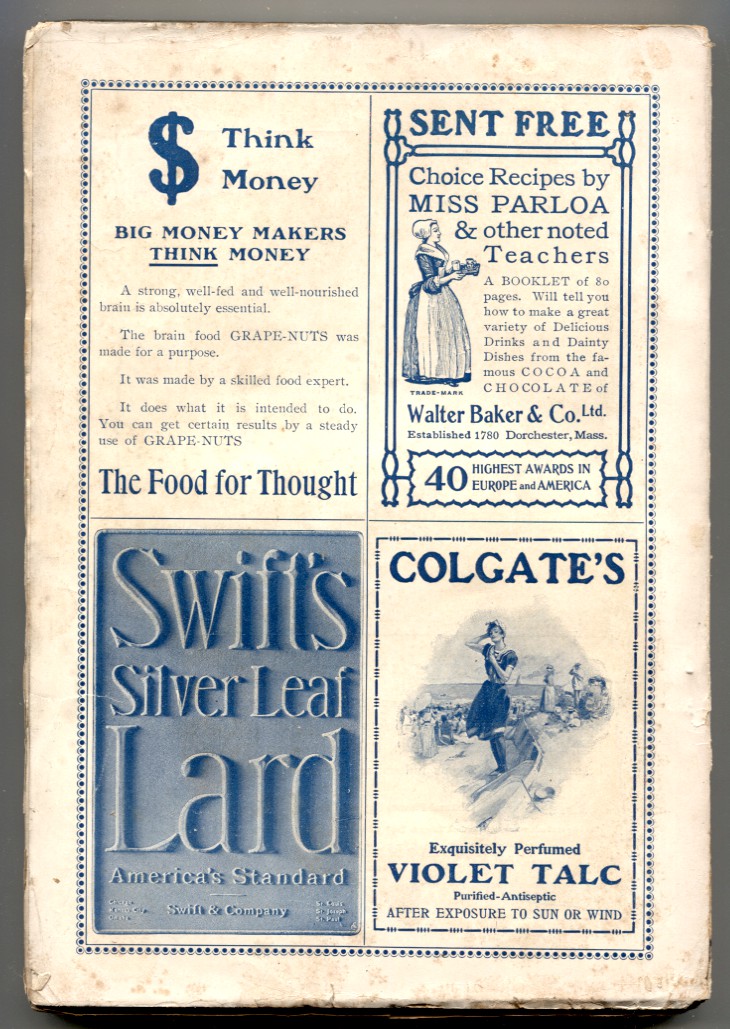 $ Think
Money
BIG MONEY MAKERS
THINK MONEY
A strong, well-fed and well-nourished
brain is absolutely essential.
The brain food GRAPE-NUTS was
made for a purpose.
It was made by a skilled food expert.
It does what it is intended to do.
You can get certain results by a steady
use of GRAPE-NUTS
The Food for Thought
SENT FREE
Choice Recipes by
MISS PARLOA
& other noted
Teachers
A BOOKLET of 80
pages. Will tell you
how to make a great
variety of Delicious
Drinks and Dainty
Dishes from the fa-
mous COCOA and
CHOCOLATE of
TRADE-MARK
Walter Baker & Co. Ltd.
Established 1780 Dorchester, Mass.
40 HIGHEST AWARDS IN
EUROPE and AMERICA
Swift's
Silver Leaf
Lard
America's Standard
Swift & Company
St. Louis
St. Joseph
St. Paul
COLGATE'S
Exquisitely Perfumed
VIOLET TALC
Purified-Antiseptic
AFTER EXPOSURE TO SUN OR WIND